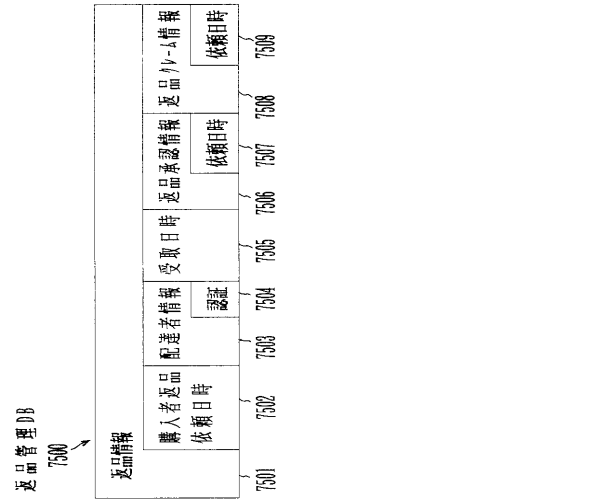 返品管理DB
7500
返品情報
購入者返品
依頼日時
配達者情報
認証
受取日時
返品承認情報
依頼日時
返品クレーム情報
依頼日時
7501
7502
7503
7504
7505
7506
7507
7508
7509